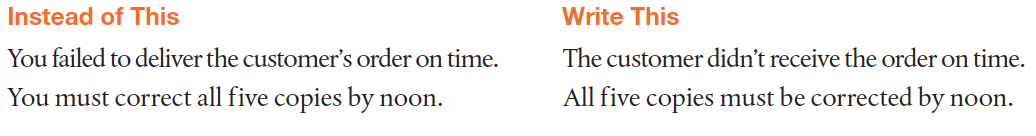 Instead of This Write This
You failed to deliver the customer’s order on time. The customer didn’t receive the order on time.
You must correct all five copies by noon. All five copies must be corrected by noon.